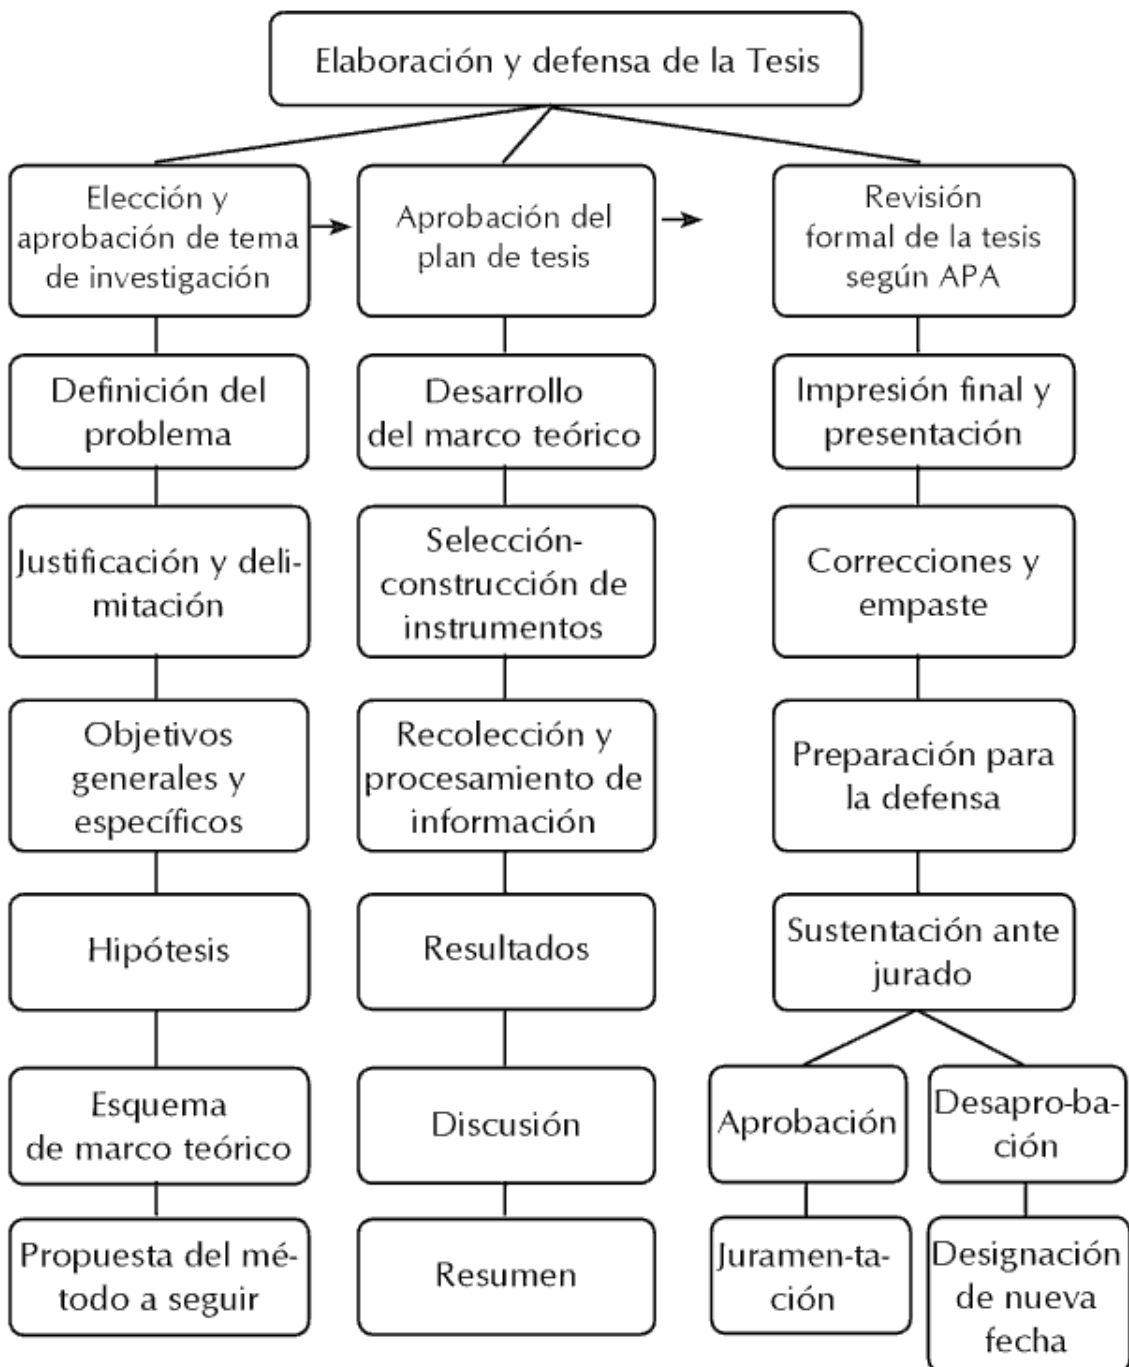 Elaboración y defensa de la Tesis
Elección y
aprobación de tema
de investigación
Aprobación del
plan de tesis
Revisión
formal de la tesis
según APA
Definición del
problema
Desarrollo
del marco teórico
Impresión final y
presentación
Justificación y deli-
mitación
Selección-
construcción de
instrumentos
Correcciones y
empaste
Objetivos
generales y
específicos
Recolección y
procesamiento de
información
Preparación para
la defensa
Hipótesis
Resultados
Sustentación ante
jurado
Esquema
de marco teórico
Discusión
Aprobación
Desapro-ba-
ción
Propuesta del mé-
todo a seguir
Resumen
Juramen-ta-
ción
Designación
de nueva
fecha